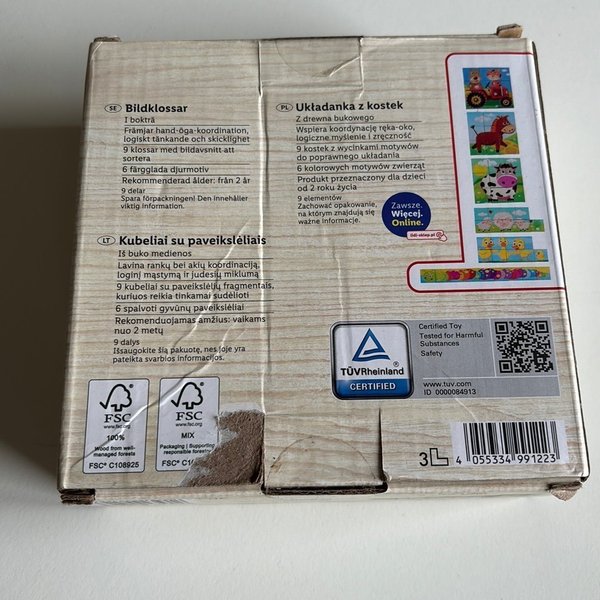 SE Bildklossar
I bokträ
Främjar hand-öga-koordination,
logiskt tänkande och skicklighet
9 klossar med bildavsnitt att
sortera
6 färgglada djurmotiv
Rekommenderad ålder: från 2 år
9 delar
Spara förpackningen! Den innehåller
viktig information.
LT Kubeliai su paveikslėliais
Iš buko medienos
Lavina rankų bei akių koordinaciją,
loginį mąstymą ir judesių miklumą
9 kubeliai su paveikslėlių fragmentais,
kuriuos reikia tinkamai sudėlioti
6 spalvoti gyvūnų paveikslėliai
Rekomenduojamas amžius: vaikams
nuo 2 metų
9 dalys
Išsaugokite šią pakuotę, nes joje yra
pateikta svarbios informacijos.
PL Układanka z kostek
Z drewna bukowego
Wspiera koordynację ręka-oko,
logiczne myślenie i zręczność
9 kostek z wycinkami motywów
do poprawnego układania
6 kolorowych motywów zwierząt
Produkt przeznaczony dla dzieci
od 2 roku życia
9 elementów
Zachować opakowanie,
na którym znajdują się
ważne informacje.
Zawsze.
Więcej.
Online.
lidl-sklep.pl
FSC
www.fsc.org
100%
Wood from well-
managed forests
FSC® C108925
FSC
www.fsc.org
MIX
Packaging | Supporting
responsible forestry
FSC®
TÜVRheinland
CERTIFIED
Certified Toy
Tested for Harmful
Substances
Safety
www.tuv.com
ID 0000084913
3L
4 055334 991223